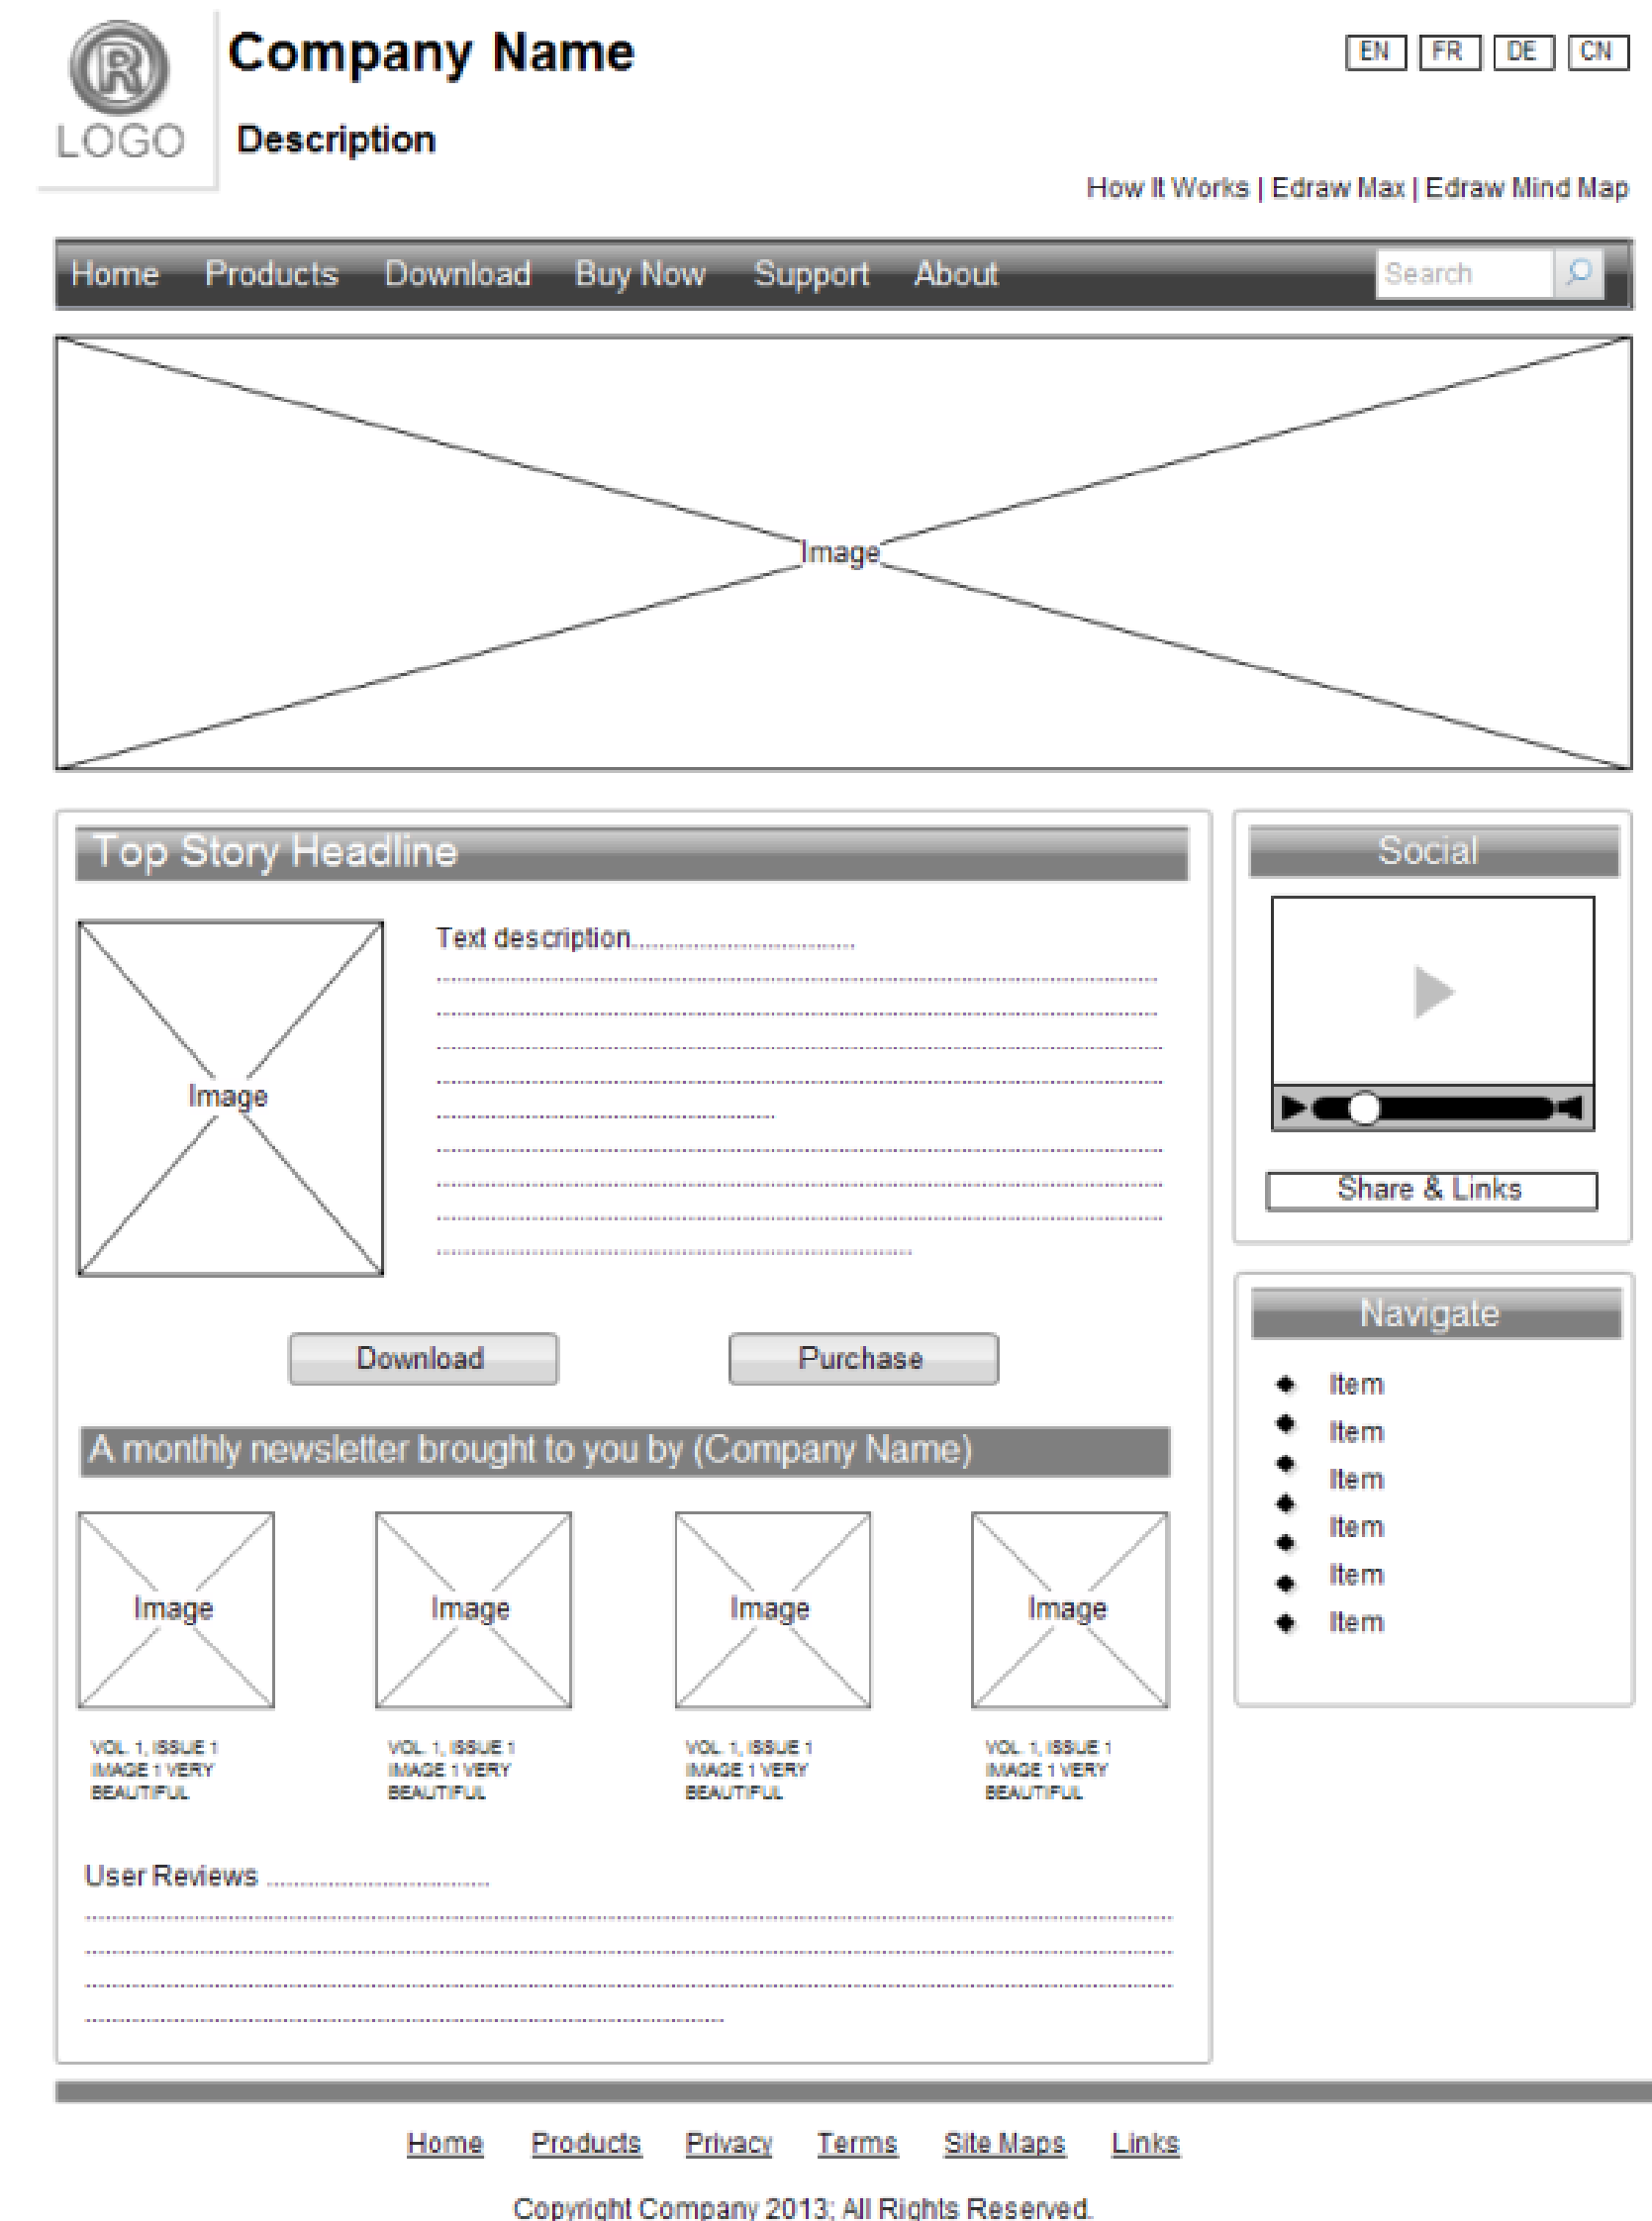 R
LOGO
Company Name
EN FR DE CN
Description
How It Works | Edraw Max | Edraw Mind Map
Home Products Download Buy Now Support About Search
Image
Top Story Headline
Text description.................................
Image
Download Purchase
A monthly newsletter brought to you by (Company Name)
Image Image Image Image
VOL. 1, ISSUE 1
IMAGE 1 VERY
BEAUTIFUL
VOL. 1, ISSUE 1
IMAGE 1 VERY
BEAUTIFUL
VOL. 1, ISSUE 1
IMAGE 1 VERY
BEAUTIFUL
VOL. 1, ISSUE 1
IMAGE 1 VERY
BEAUTIFUL
User Reviews .................................
Social
Share & Links
Navigate
Item
Item
Item
Item
Item
Item
Home Products Privacy Terms Site Maps Links
Copyright Company 2013; All Rights Reserved.